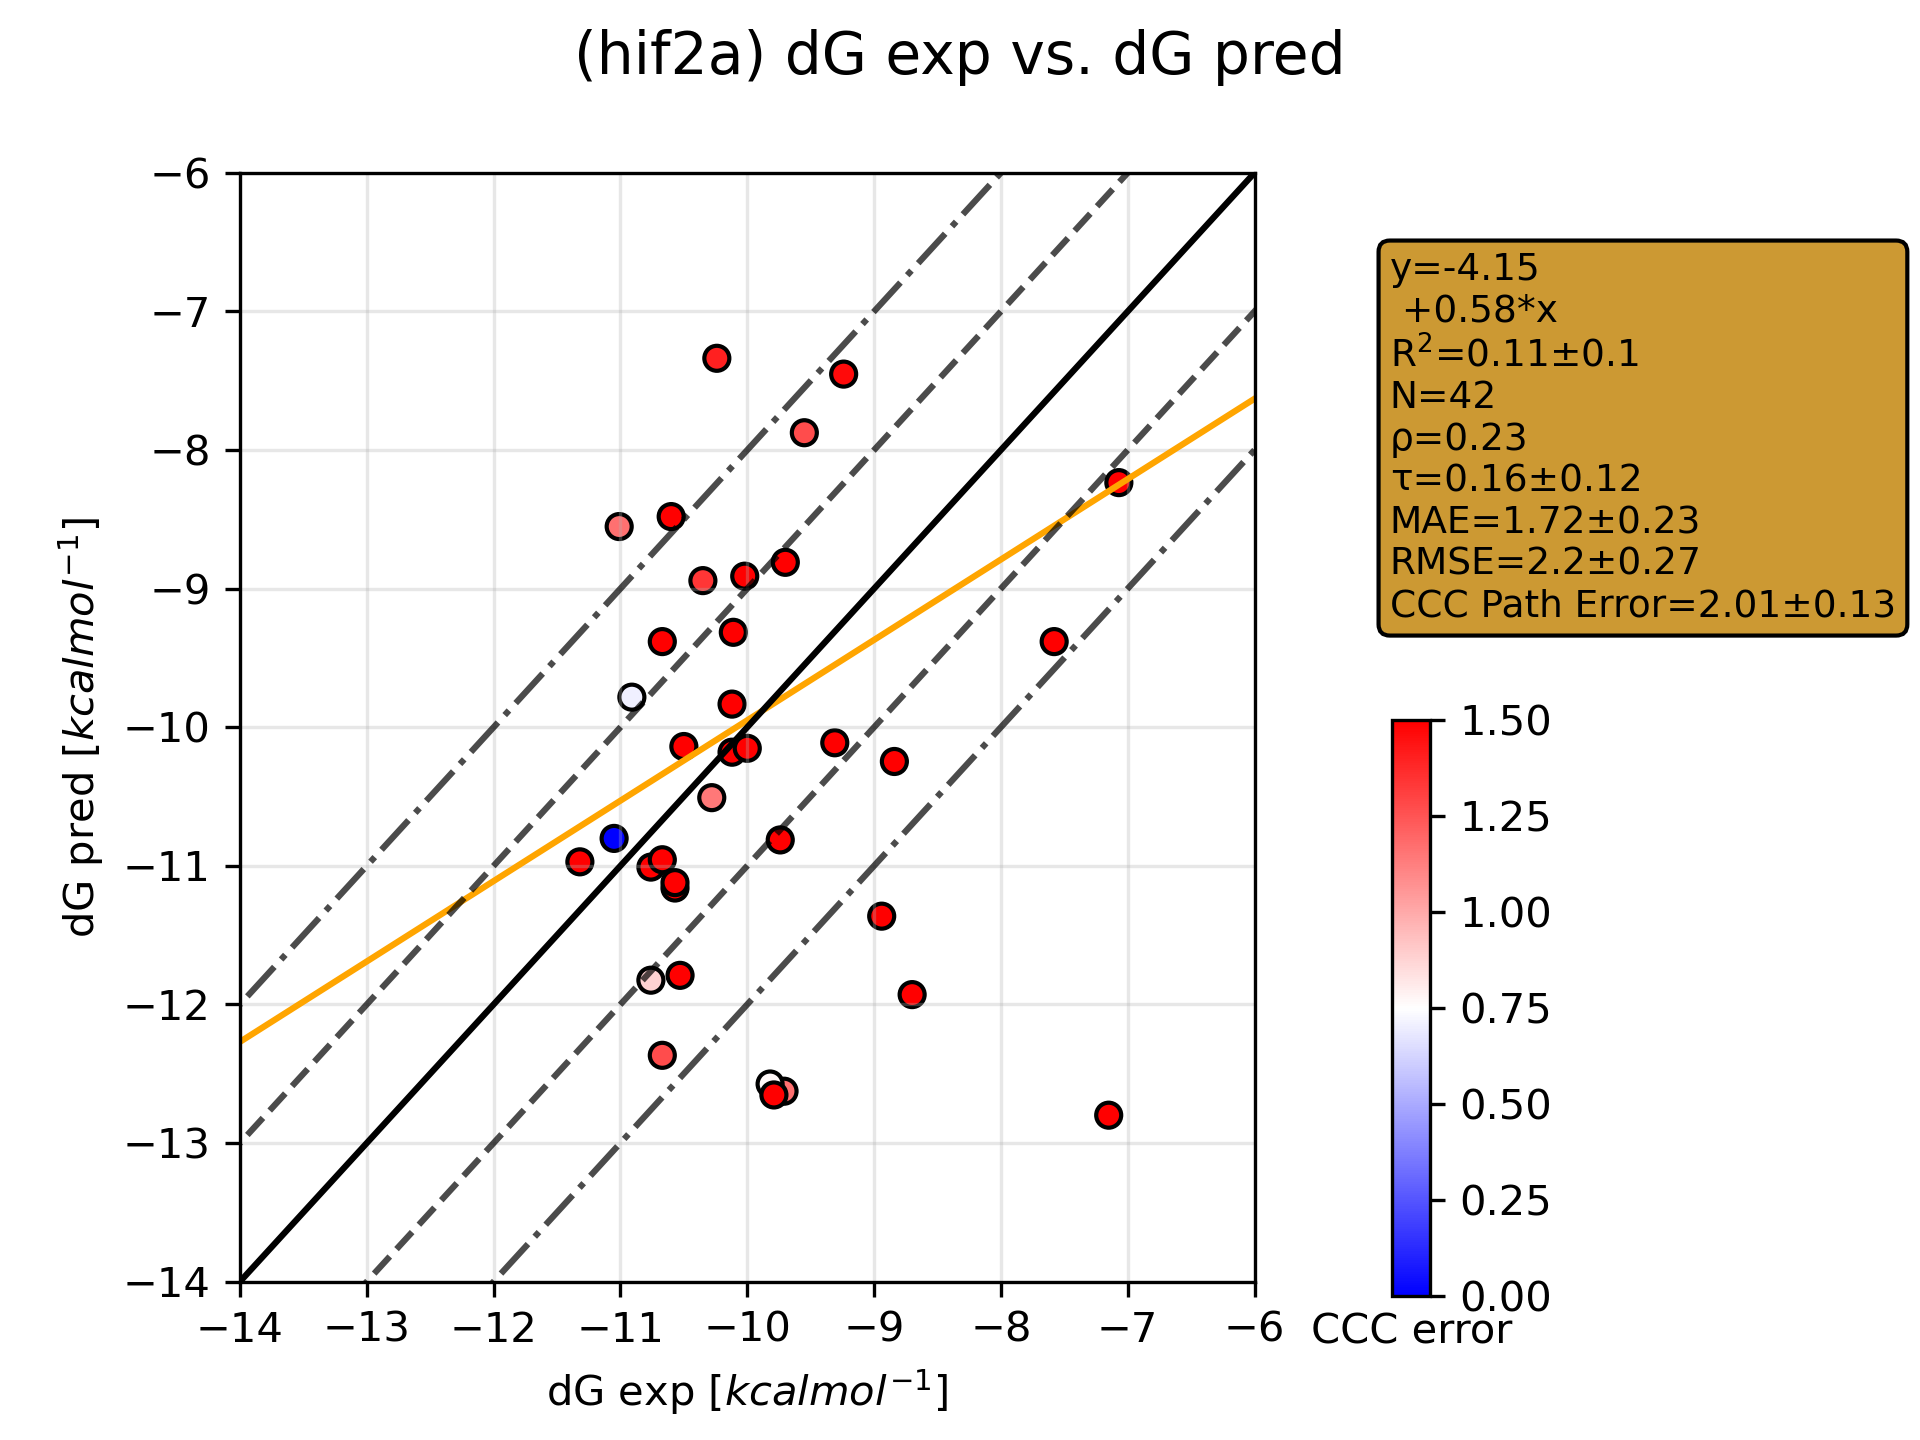 (hif2a) dG exp vs. dG pred
−6
−7
−8
−9
−10
−11
−12
−13
−14
dG pred [kcalmol⁻¹]
−14 −13 −12 −11 −10 −9 −8 −7 −6
dG exp [kcalmol⁻¹]
y=-4.15
+0.58*x
R²=0.11±0.1
N=42
ρ=0.23
τ=0.16±0.12
MAE=1.72±0.23
RMSE=2.2±0.27
CCC Path Error=2.01±0.13
1.50
1.25
1.00
0.75
0.50
0.25
0.00
CCC error